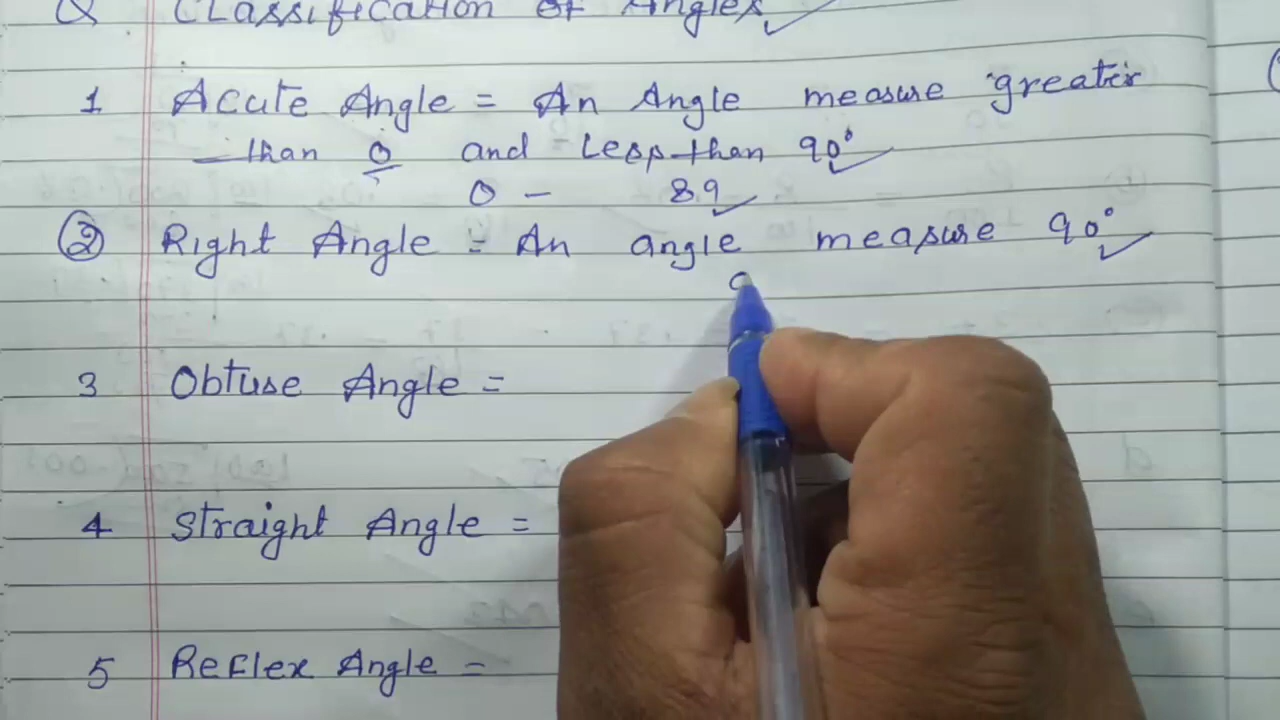 Q Classification of Angles
1 Acute Angle = An Angle measure greater
than 0 and Less than 90°
0 - 89
2 Right Angle = An angle measure 90°
3 Obtuse Angle =
4 Straight Angle =
5 Reflex Angle =